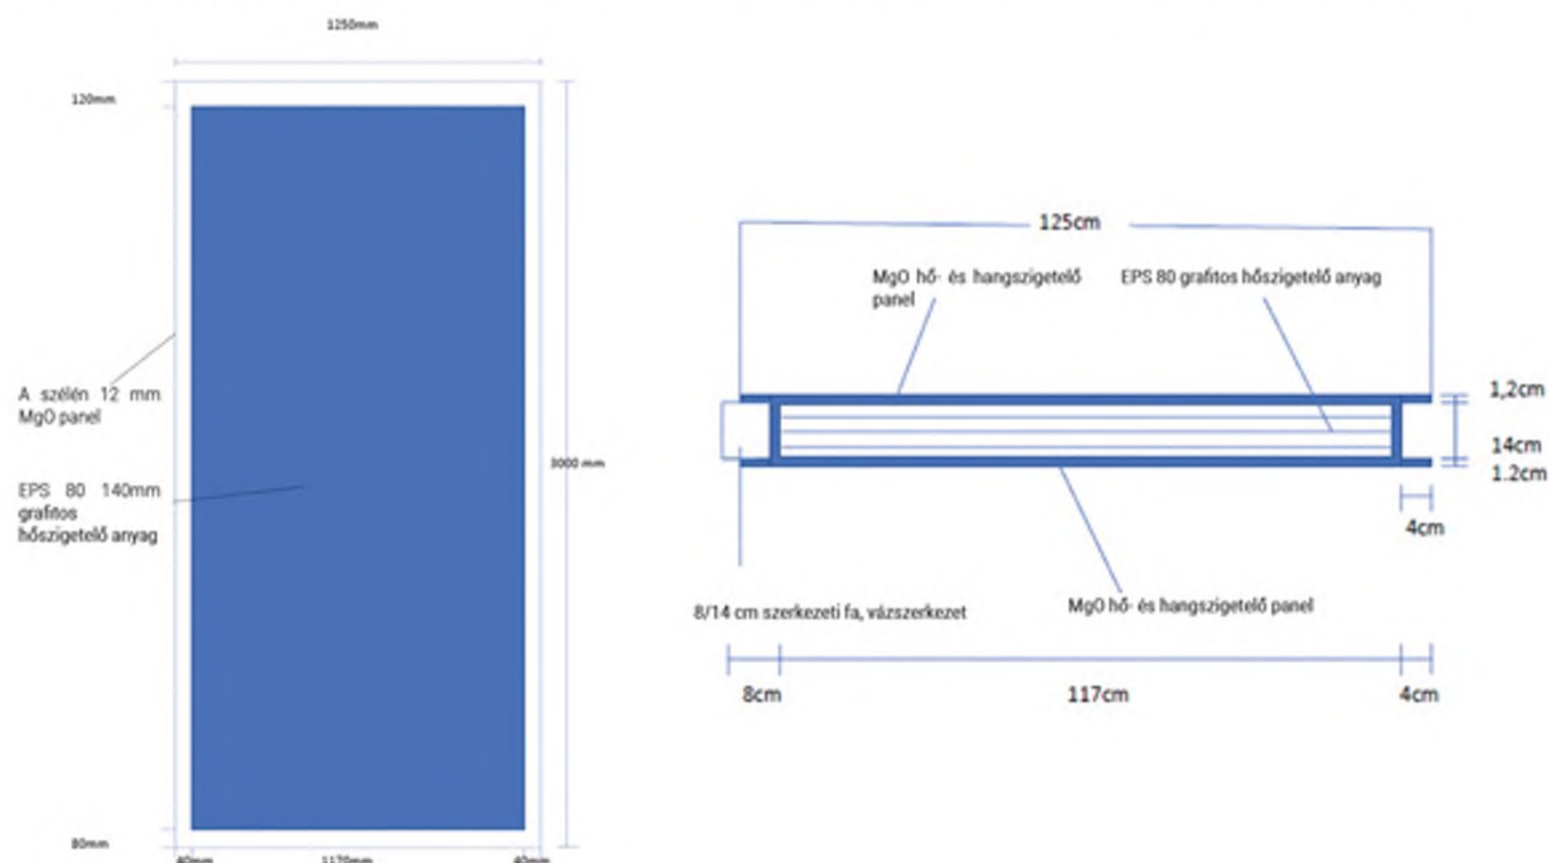 1250mm
120mm
A szélén 12 mm
MgO panel
EPS 80 140mm
grafitos
hőszigetelő anyag
3000 mm
80mm
40mm
1170mm
40mm
125cm
MgO hő- és hangszigetelő
panel
EPS 80 grafitos hőszigetelő anyag
1,2cm
14cm
1.2cm
4cm
8/14 cm szerkezeti fa, vázszerkezet
MgO hő- és hangszigetelő panel
8cm
117cm
4cm